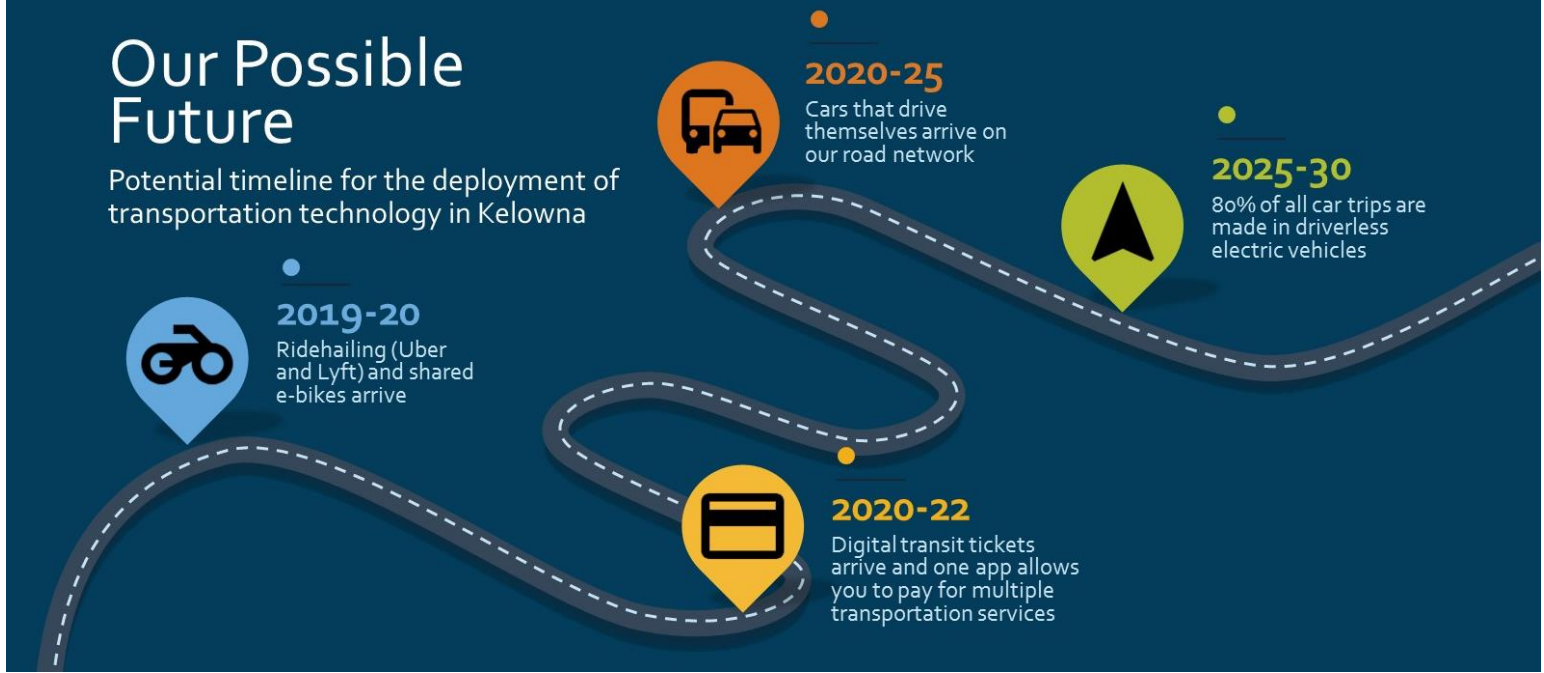 Our Possible
Future
Potential timeline for the deployment of
transportation technology in Kelowna
2019-20
Ridehailing (Uber
and Lyft) and shared
e-bikes arrive
2020-22
Digital transit tickets
arrive and one app allows
you to pay for multiple
transportation services
2020-25
Cars that drive
themselves arrive on
our road network
2025-30
80% of all car trips are
made in driverless
electric vehicles